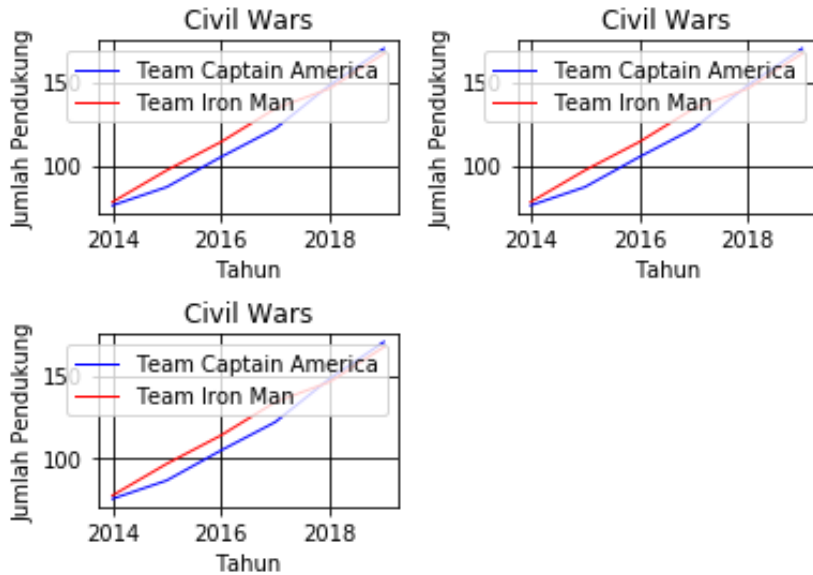 Civil Wars
Jumlah Pendukung
150
100
Team Captain America
Team Iron Man
2014 2016 2018
Tahun
Civil Wars
Jumlah Pendukung
150
100
Team Captain America
Team Iron Man
2014 2016 2018
Tahun
Civil Wars
Jumlah Pendukung
150
100
Team Captain America
Team Iron Man
2014 2016 2018
Tahun